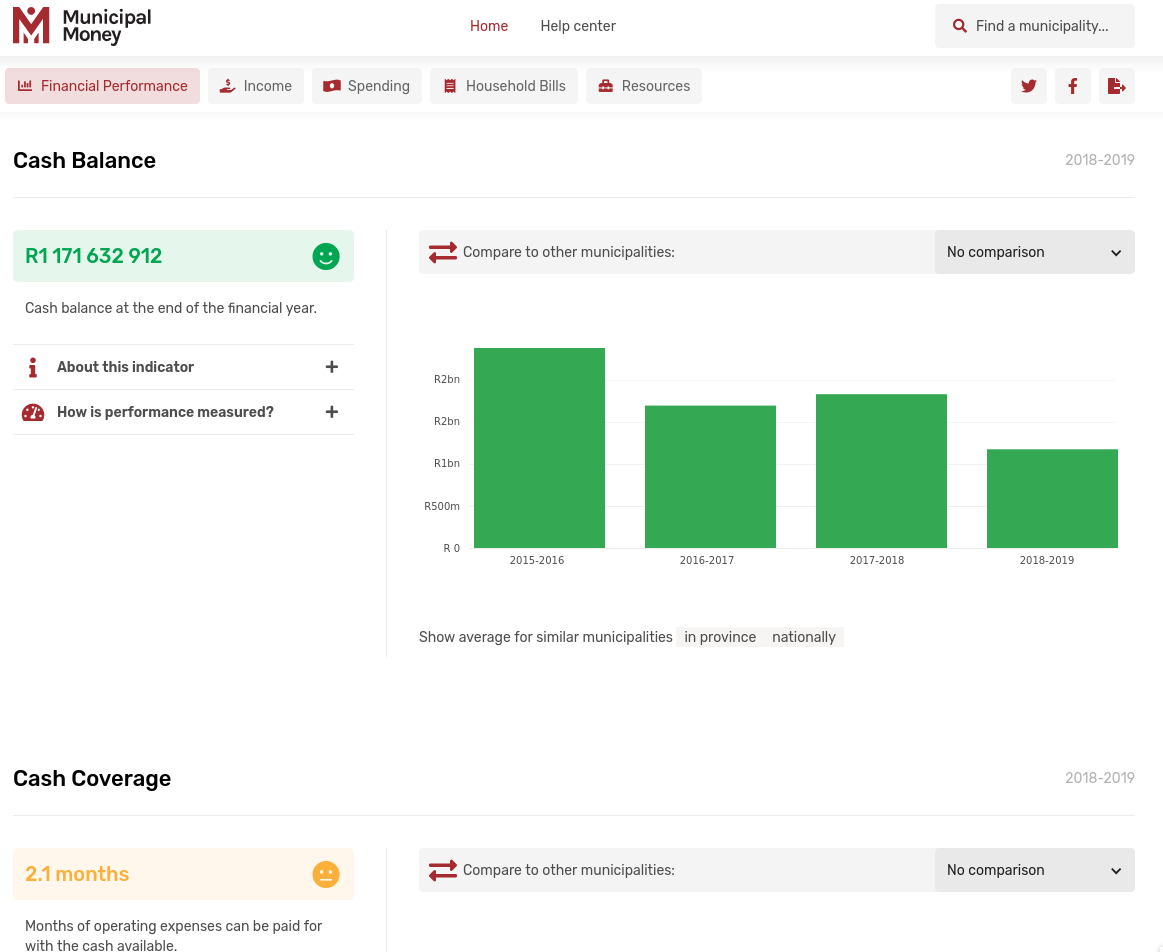 Municipal
Money
Home
Help center
Find a municipality...
Financial Performance
Income
Spending
Household Bills
Resources
Cash Balance
2018-2019
R1 171 632 912
Cash balance at the end of the financial year.
About this indicator
How is performance measured?
Compare to other municipalities:
No comparison
R2bn
R2bn
R1bn
R500m
R 0
2015-2016
2016-2017
2017-2018
2018-2019
Show average for similar municipalities in province nationally
Cash Coverage
2018-2019
2.1 months
Months of operating expenses can be paid for
with the cash available.
Compare to other municipalities:
No comparison